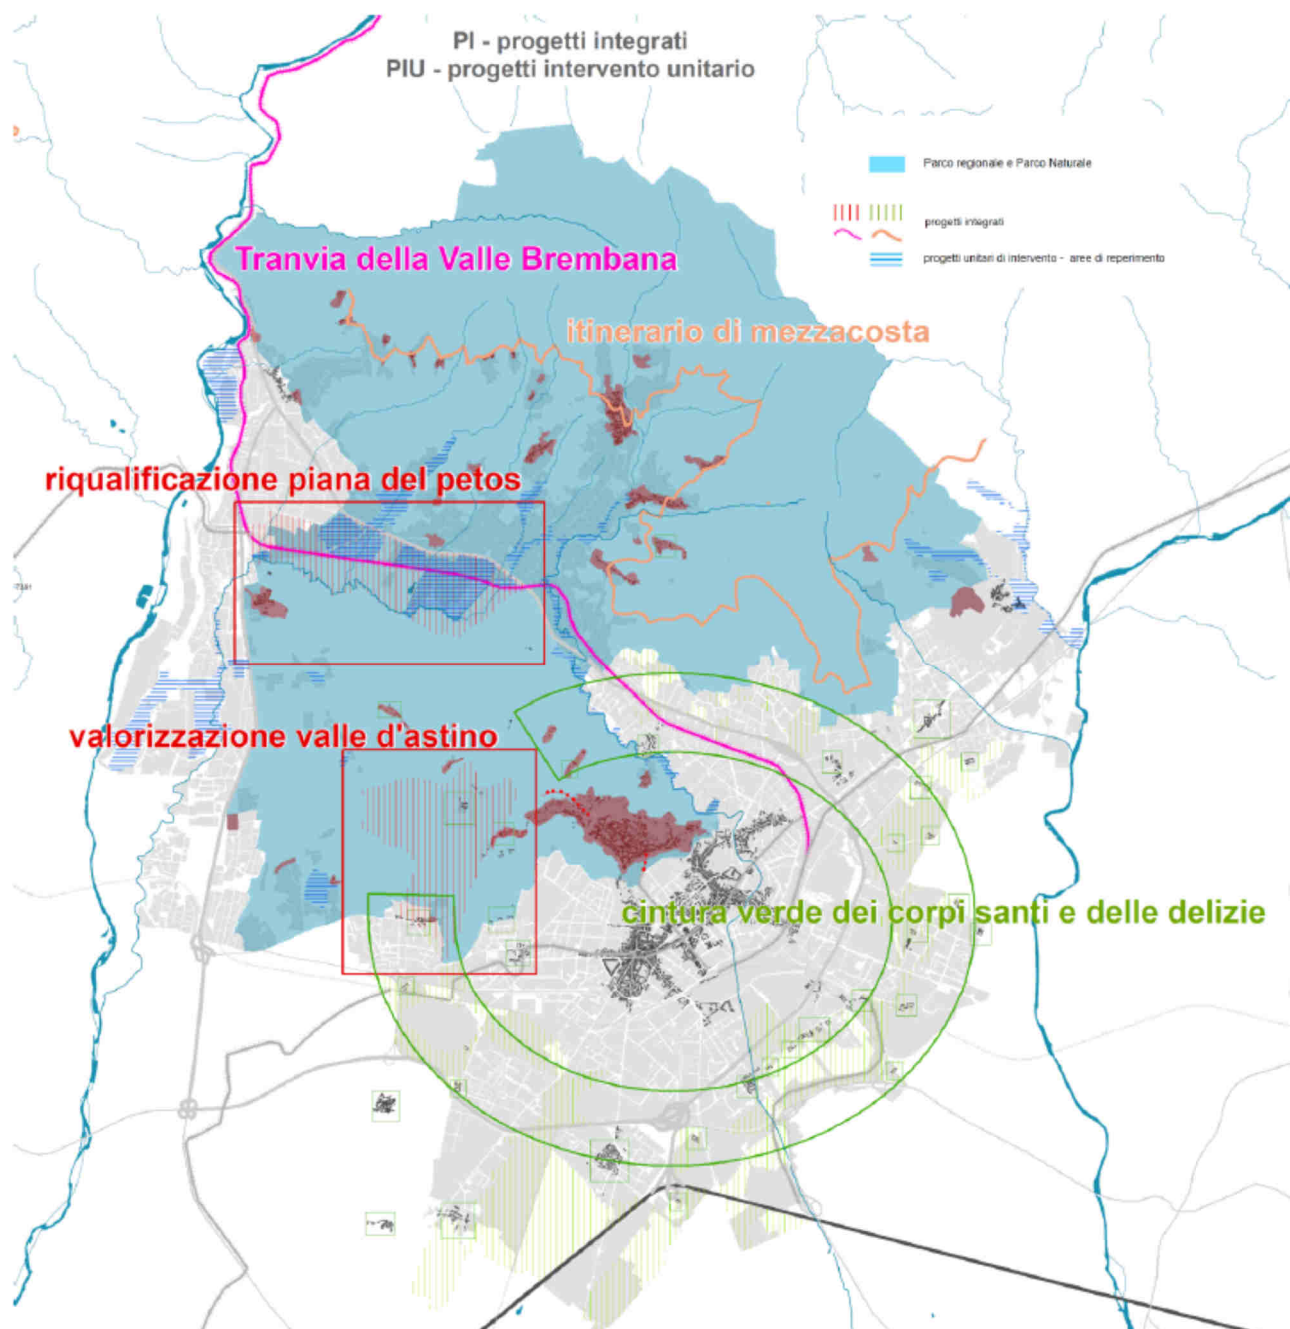 PI - progetti integrati
PIU - progetti intervento unitario
Parco regionale e Parco Naturale
progetti integrati
progetti unitari di intervento - aree di reperimento
Tranvia della Valle Brembana
itinerario di mezzacosta
riqualificazione piana del petos
valorizzazione valle d'astino
cintura verde dei corpi santi e delle delizie